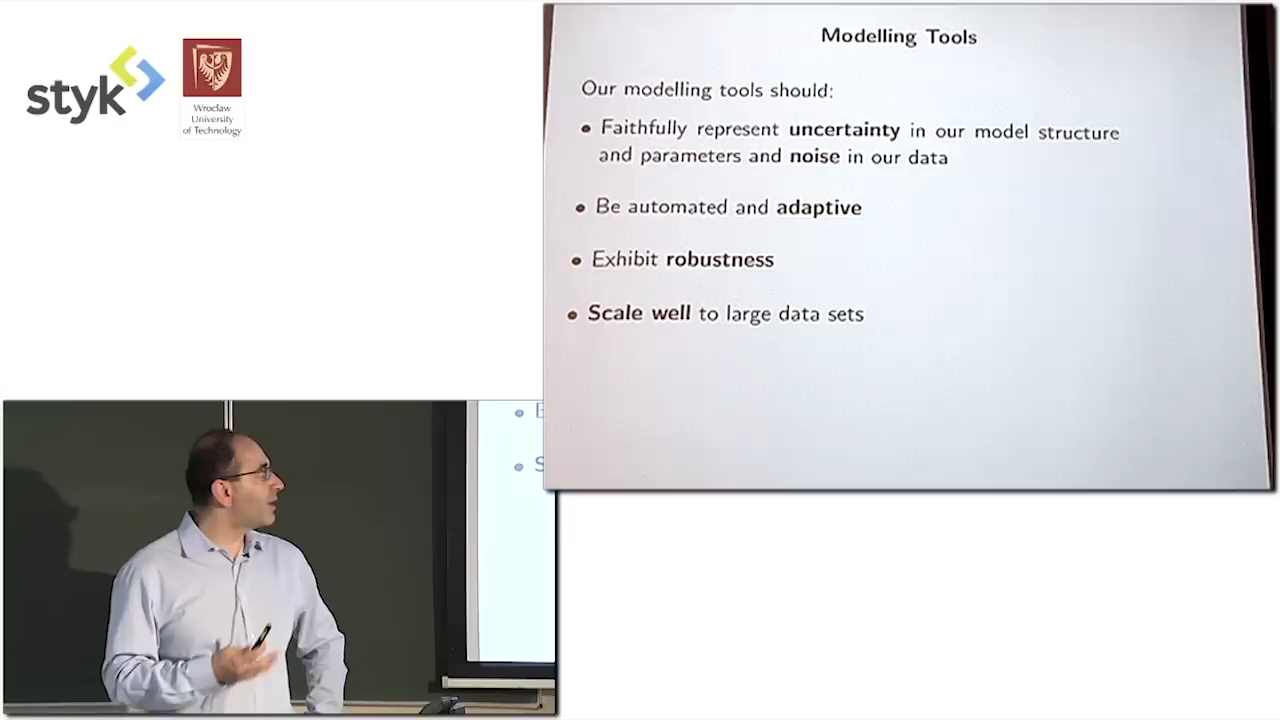 styk
Wrocław
University
of Technology
Modelling Tools
Our modelling tools should:
• Faithfully represent uncertainty in our model structure
and parameters and noise in our data
• Be automated and adaptive
• Exhibit robustness
• Scale well to large data sets
• E
• S